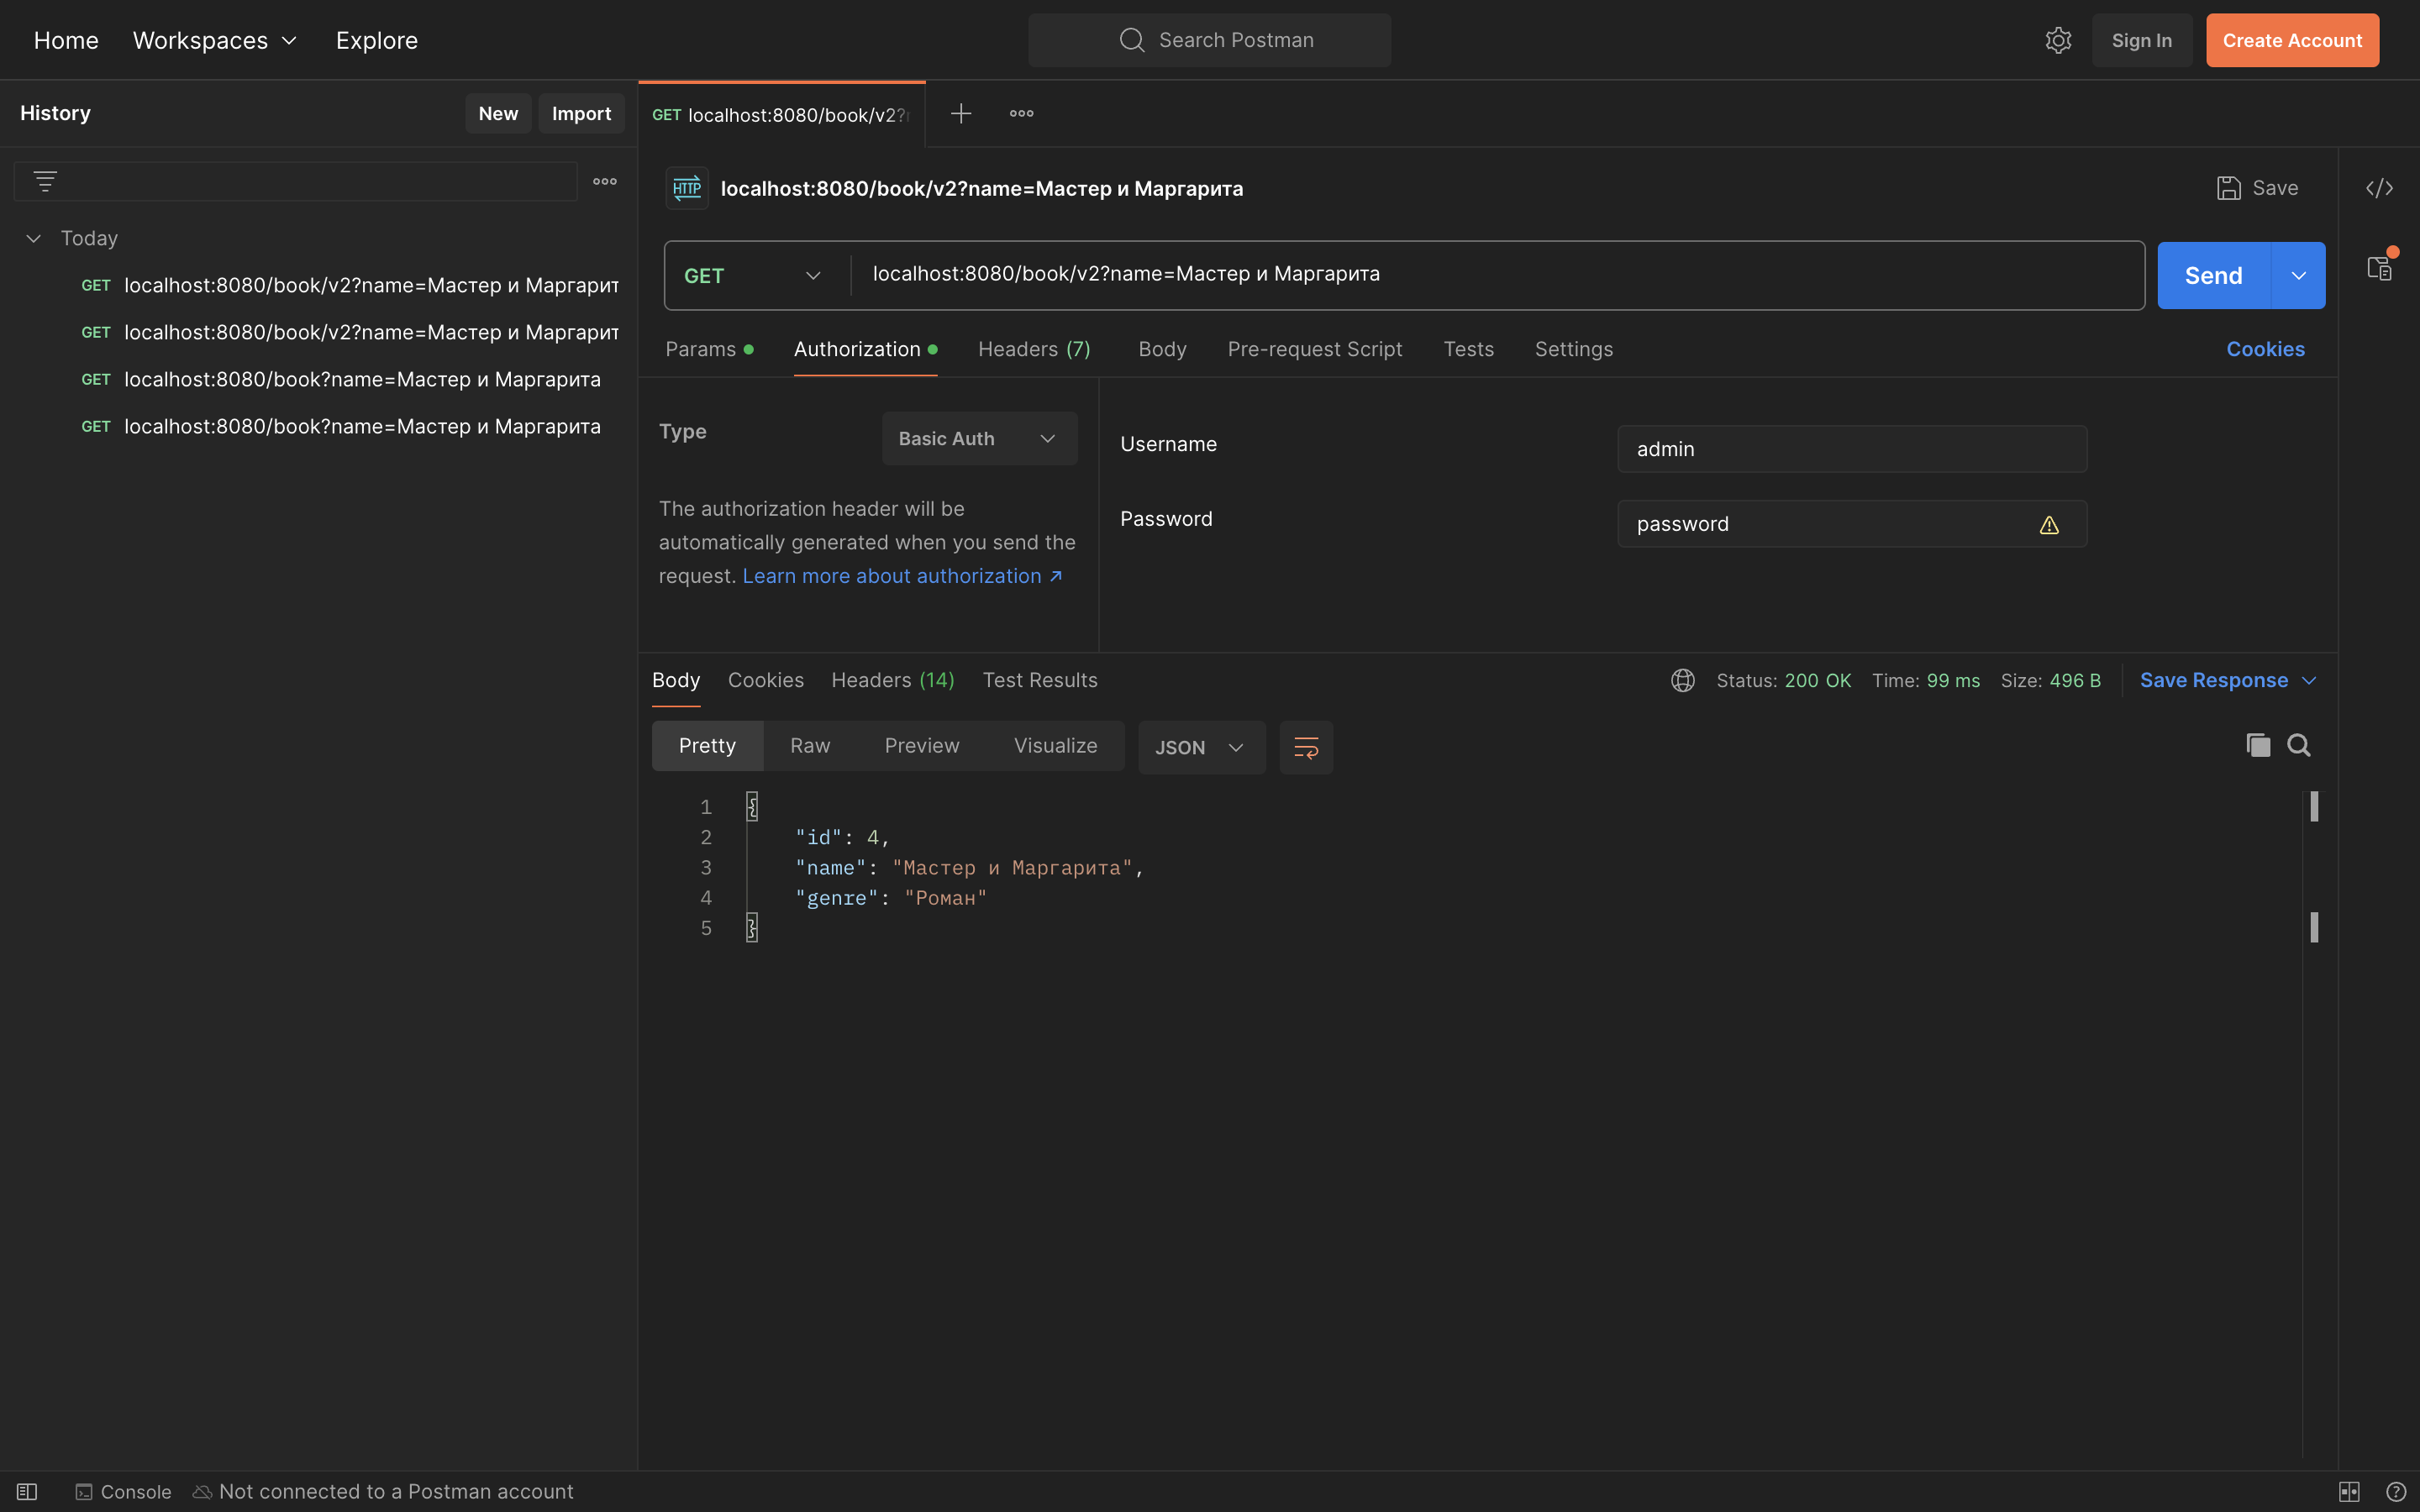 Home Workspaces Explore Search Postman Sign In Create Account
History New Import
GET localhost:8080/book/v2?
Today
GET localhost:8080/book/v2?name=Мастер и Маргарит
GET localhost:8080/book/v2?name=Мастер и Маргарит
GET localhost:8080/book?name=Мастер и Маргарита
GET localhost:8080/book?name=Мастер и Маргарита
HTTP localhost:8080/book/v2?name=Мастер и Маргарита Save
GET localhost:8080/book/v2?name=Мастер и Маргарита Send
Params Authorization Headers (7) Body Pre-request Script Tests Settings Cookies
Type Basic Auth
The authorization header will be
automatically generated when you send the
request. Learn more about authorization ↗
Username admin
Password password
Body Cookies Headers (14) Test Results Status: 200 OK Time: 99 ms Size: 496 B Save Response
Pretty Raw Preview Visualize JSON
1 {
2 "id": 4,
3 "name": "Мастер и Маргарита",
4 "genre": "Роман"
5 }
Console Not connected to a Postman account